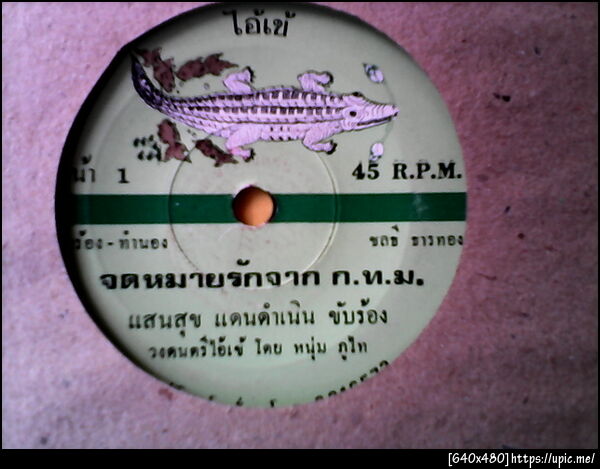 ไอ้เข้
น้า 1
45 R.P.M.
ร้อง - ทำนอง
ชลธี ธารทอง
จดหมายรักจาก ก.ท.ม.
แสนสุข แดนดำเนิน ขับร้อง
วงดนตรีไอ้เข้ โดย หนุ่ม ภูไท
[640x480]https://upic.me/